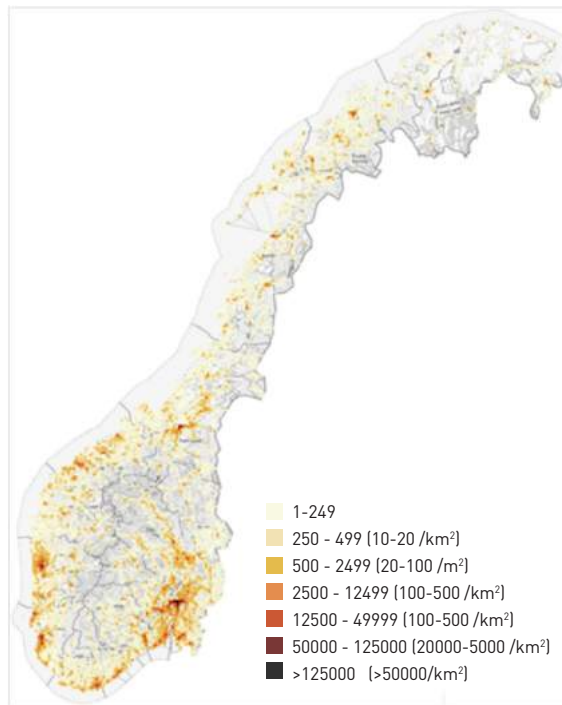 1-249
250 - 499 (10-20 /km²)
500 - 2499 (20-100 /m²)
2500 - 12499 (100-500 /km²)
12500 - 49999 (100-500 /km²)
50000 - 125000 (20000-5000 /km²)
>125000 (>50000/km²)